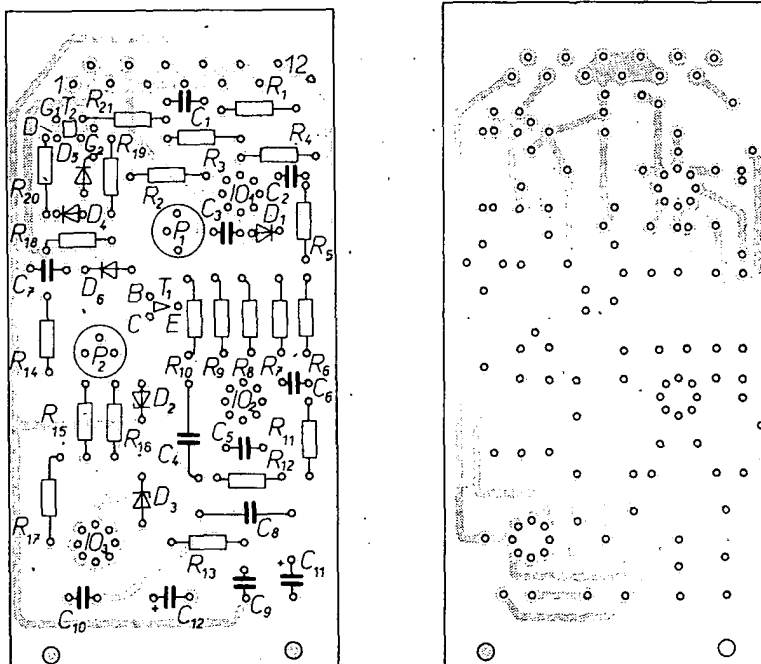 1 12
R₁
G₁ T₂ R₂₁ C₁
D G₂ R₁₉ R₃ R₄
D₅
R₂₀ R₂ IO₁ C₂
D₄ C₃ D₁
R₁₈ P₁ R₅
C₇ D₆ B T₁
C E
R₁₄ P₂ R₁₀ R₉ R₈ R₇ R₆
D₂ IO₂ C₆
R₁₅ R₁₆ C₄ C₅ R₁₁
R₁₂
R₁₇ D₃
IO₃ C₈
R₁₃ + C₁₁
C₁₀ + C₁₂ C₉